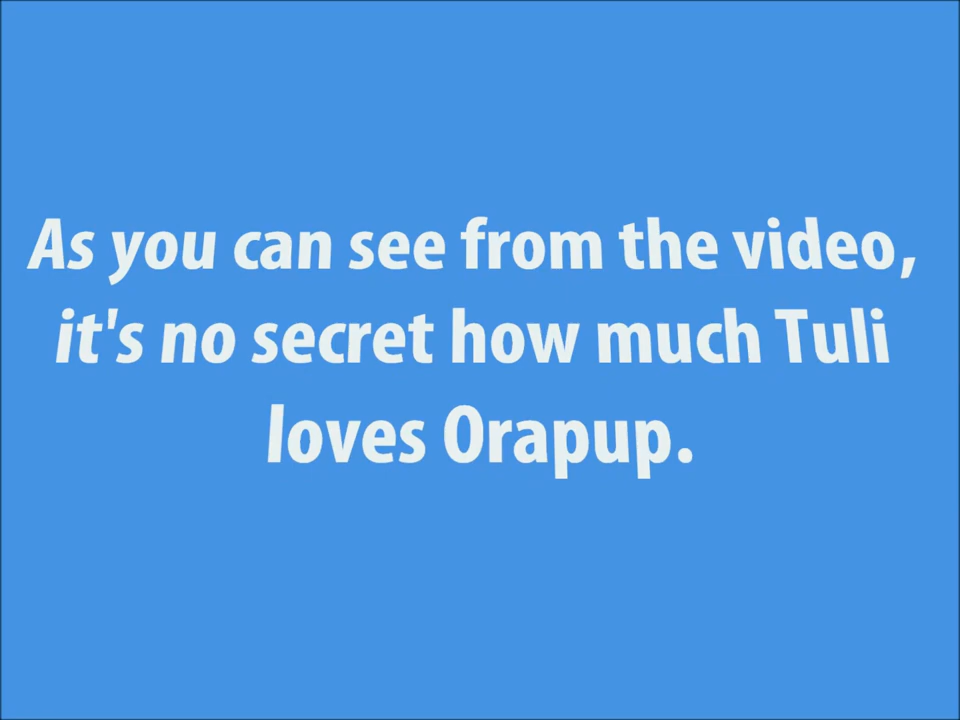 As you can see from the video,
it's no secret how much Tuli
loves Orapup.